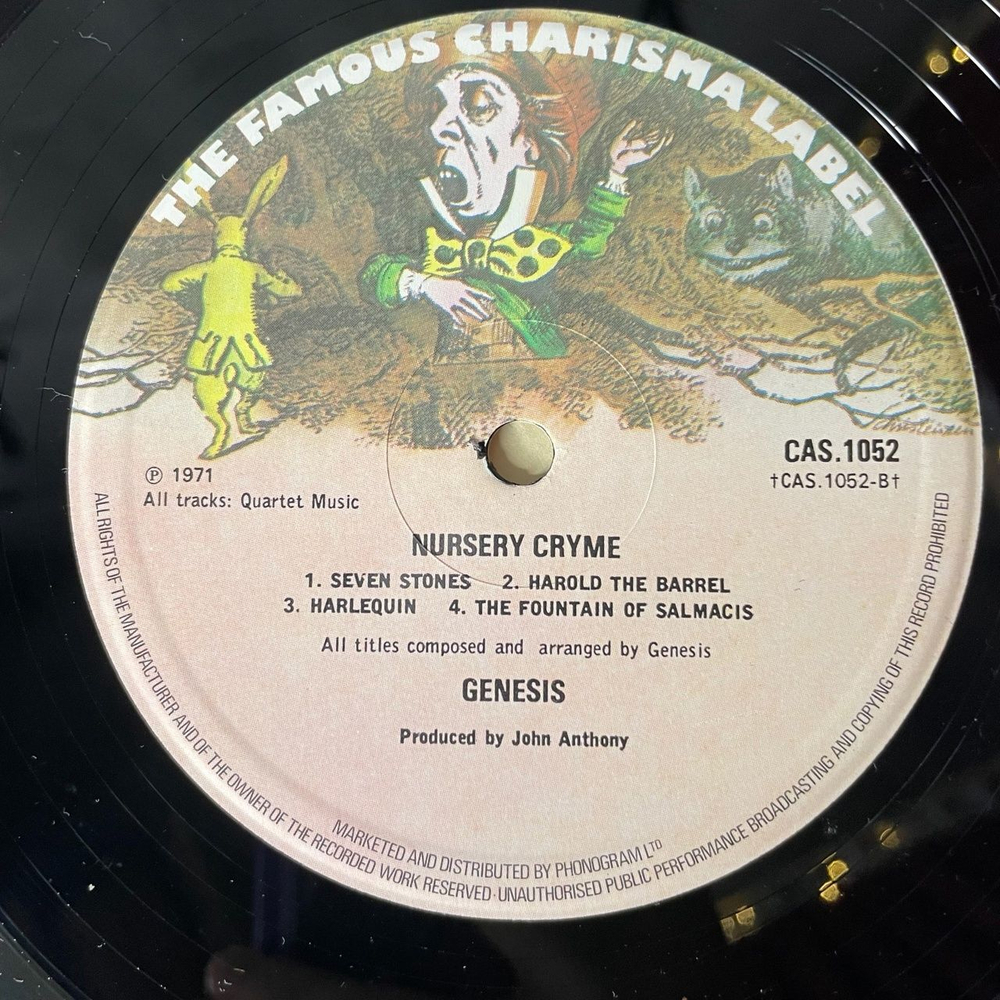 THE FAMOUS CHARISMA LABEL
CAS.1052
†CAS.1052-B†
℗ 1971
All tracks: Quartet Music
NURSERY CRYME
1. SEVEN STONES 2. HAROLD THE BARREL
3. HARLEQUIN 4. THE FOUNTAIN OF SALMACIS
All titles composed and arranged by Genesis
GENESIS
Produced by John Anthony
MARKETED AND DISTRIBUTED BY PHONOGRAM LTD
ALL RIGHTS OF THE MANUFACTURER AND OF THE OWNER OF THE RECORDED WORK RESERVED · UNAUTHORISED PUBLIC PERFORMANCE BROADCASTING AND COPYING OF THIS RECORD PROHIBITED